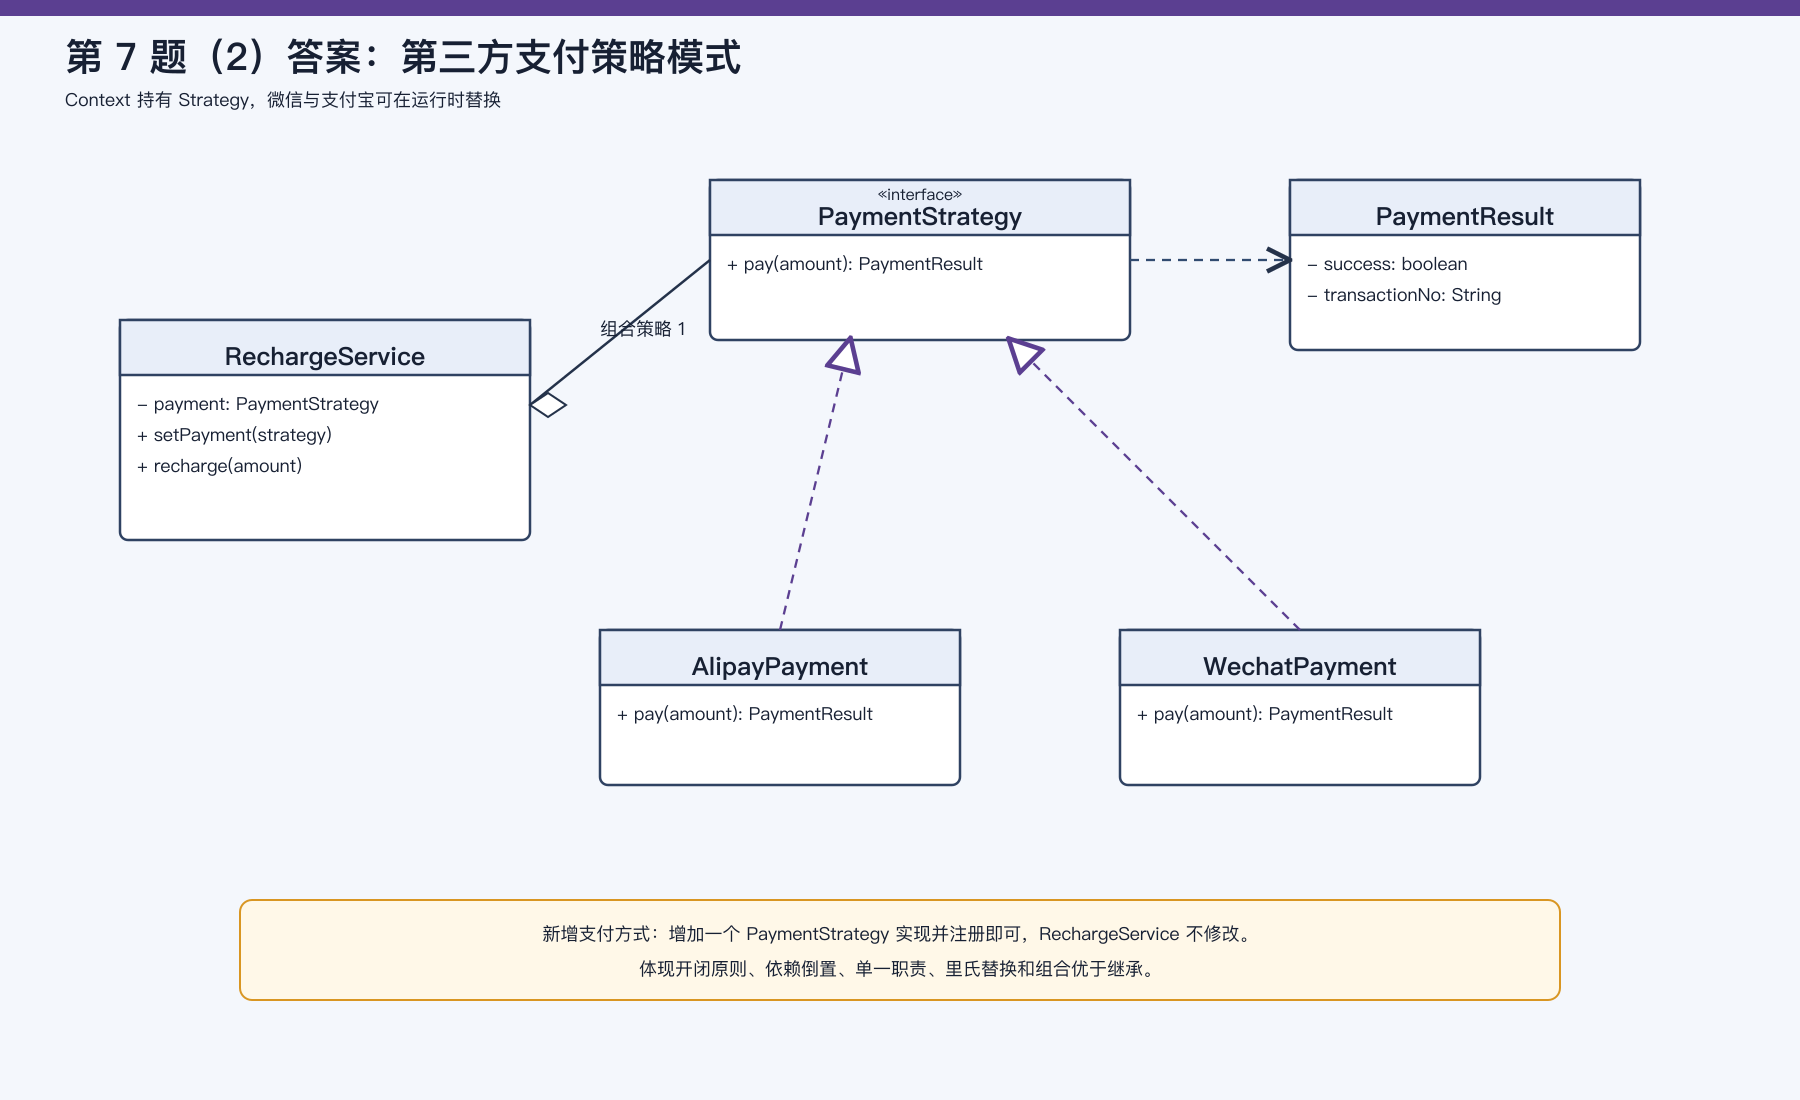 第 7 题（2）答案：第三方支付策略模式
Context 持有 Strategy，微信与支付宝可在运行时替换
«interface»
PaymentStrategy
+ pay(amount): PaymentResult
PaymentResult
– success: boolean
– transactionNo: String
组合策略 1
RechargeService
– payment: PaymentStrategy
+ setPayment(strategy)
+ recharge(amount)
AlipayPayment
+ pay(amount): PaymentResult
WechatPayment
+ pay(amount): PaymentResult
新增支付方式：增加一个 PaymentStrategy 实现并注册即可，RechargeService 不修改。
体现开闭原则、依赖倒置、单一职责、里氏替换和组合优于继承。